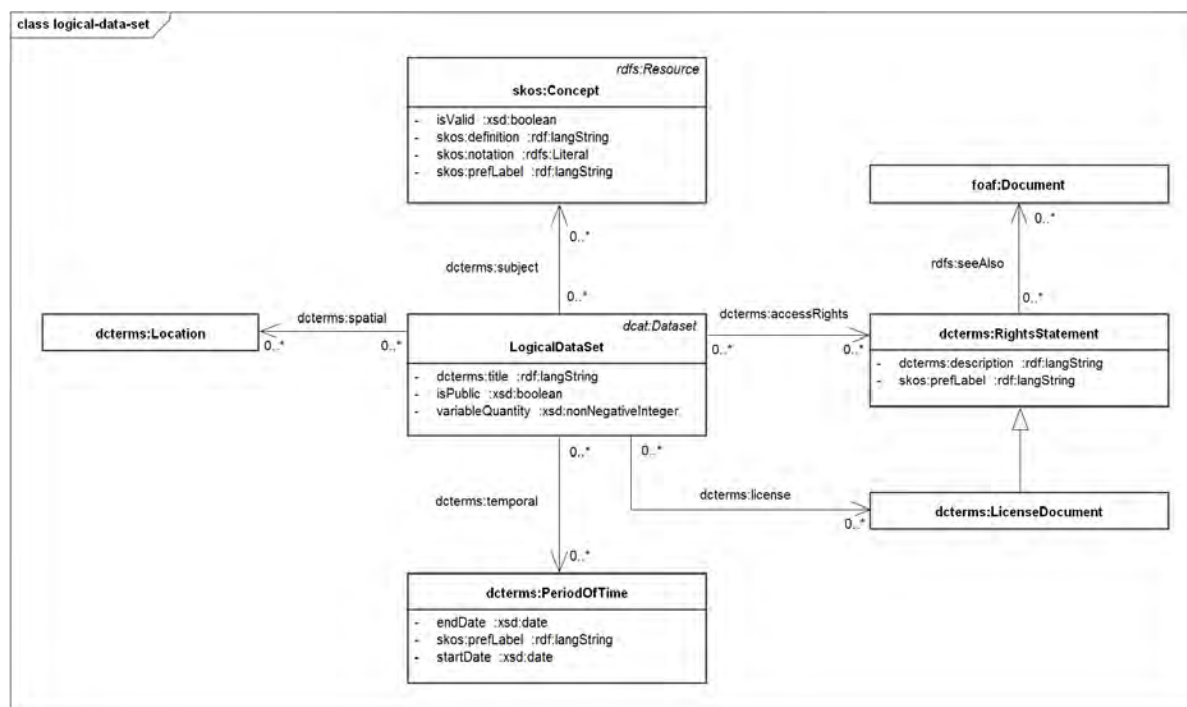 class logical-data-set
rdfs:Resource
skos:Concept
- isValid :xsd:boolean
- skos:definition :rdf:langString
- skos:notation :rdfs:Literal
- skos:prefLabel :rdf:langString
foaf:Document
0..*
0..*
rdfs:seeAlso
dcterms:subject
0..*
0..*
dcterms:Location
dcterms:spatial
0..*
0..*
dcat:Dataset
LogicalDataSet
- dcterms:title :rdf:langString
- isPublic :xsd:boolean
- variableQuantity :xsd:nonNegativeInteger
dcterms:accessRights
0..*
0..*
dcterms:RightsStatement
- dcterms:description :rdf:langString
- skos:prefLabel :rdf:langString
0..*
0..*
dcterms:temporal
dcterms:license
0..*
dcterms:LicenseDocument
0..*
dcterms:PeriodOfTime
- endDate :xsd:date
- skos:prefLabel :rdf:langString
- startDate :xsd:date